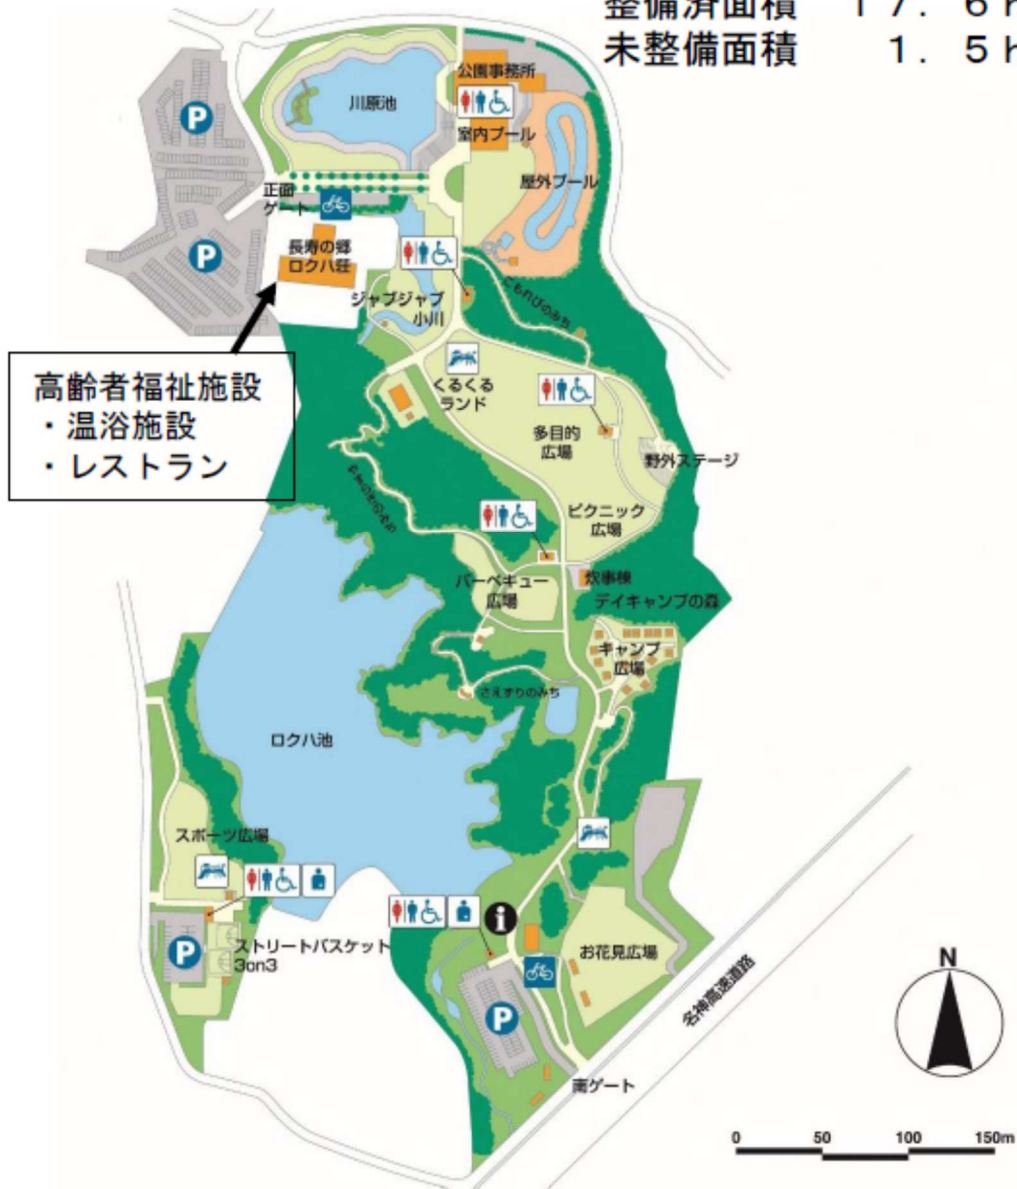 整備済面積 17.6h
未整備面積 1.5h
公園事務所
川原池
室内プール
P
屋外プール
正面
ゲート
長寿の郷
ロクハ荘
P
ジャブジャブ
小川
こもれびのみち
高齢者福祉施設
・温浴施設
・レストラン
くるくる
ランド
多目的
広場
野外ステージ
ピクニック
広場
バーベキュー
広場
炊事棟
デイキャンプの森
キャンプ
広場
さえずりのみち
ロクハ池
スポーツ広場
i
P
ストリートバスケット
3on3
お花見広場
名神高速道路
P
南ゲート
N
0 50 100 150m